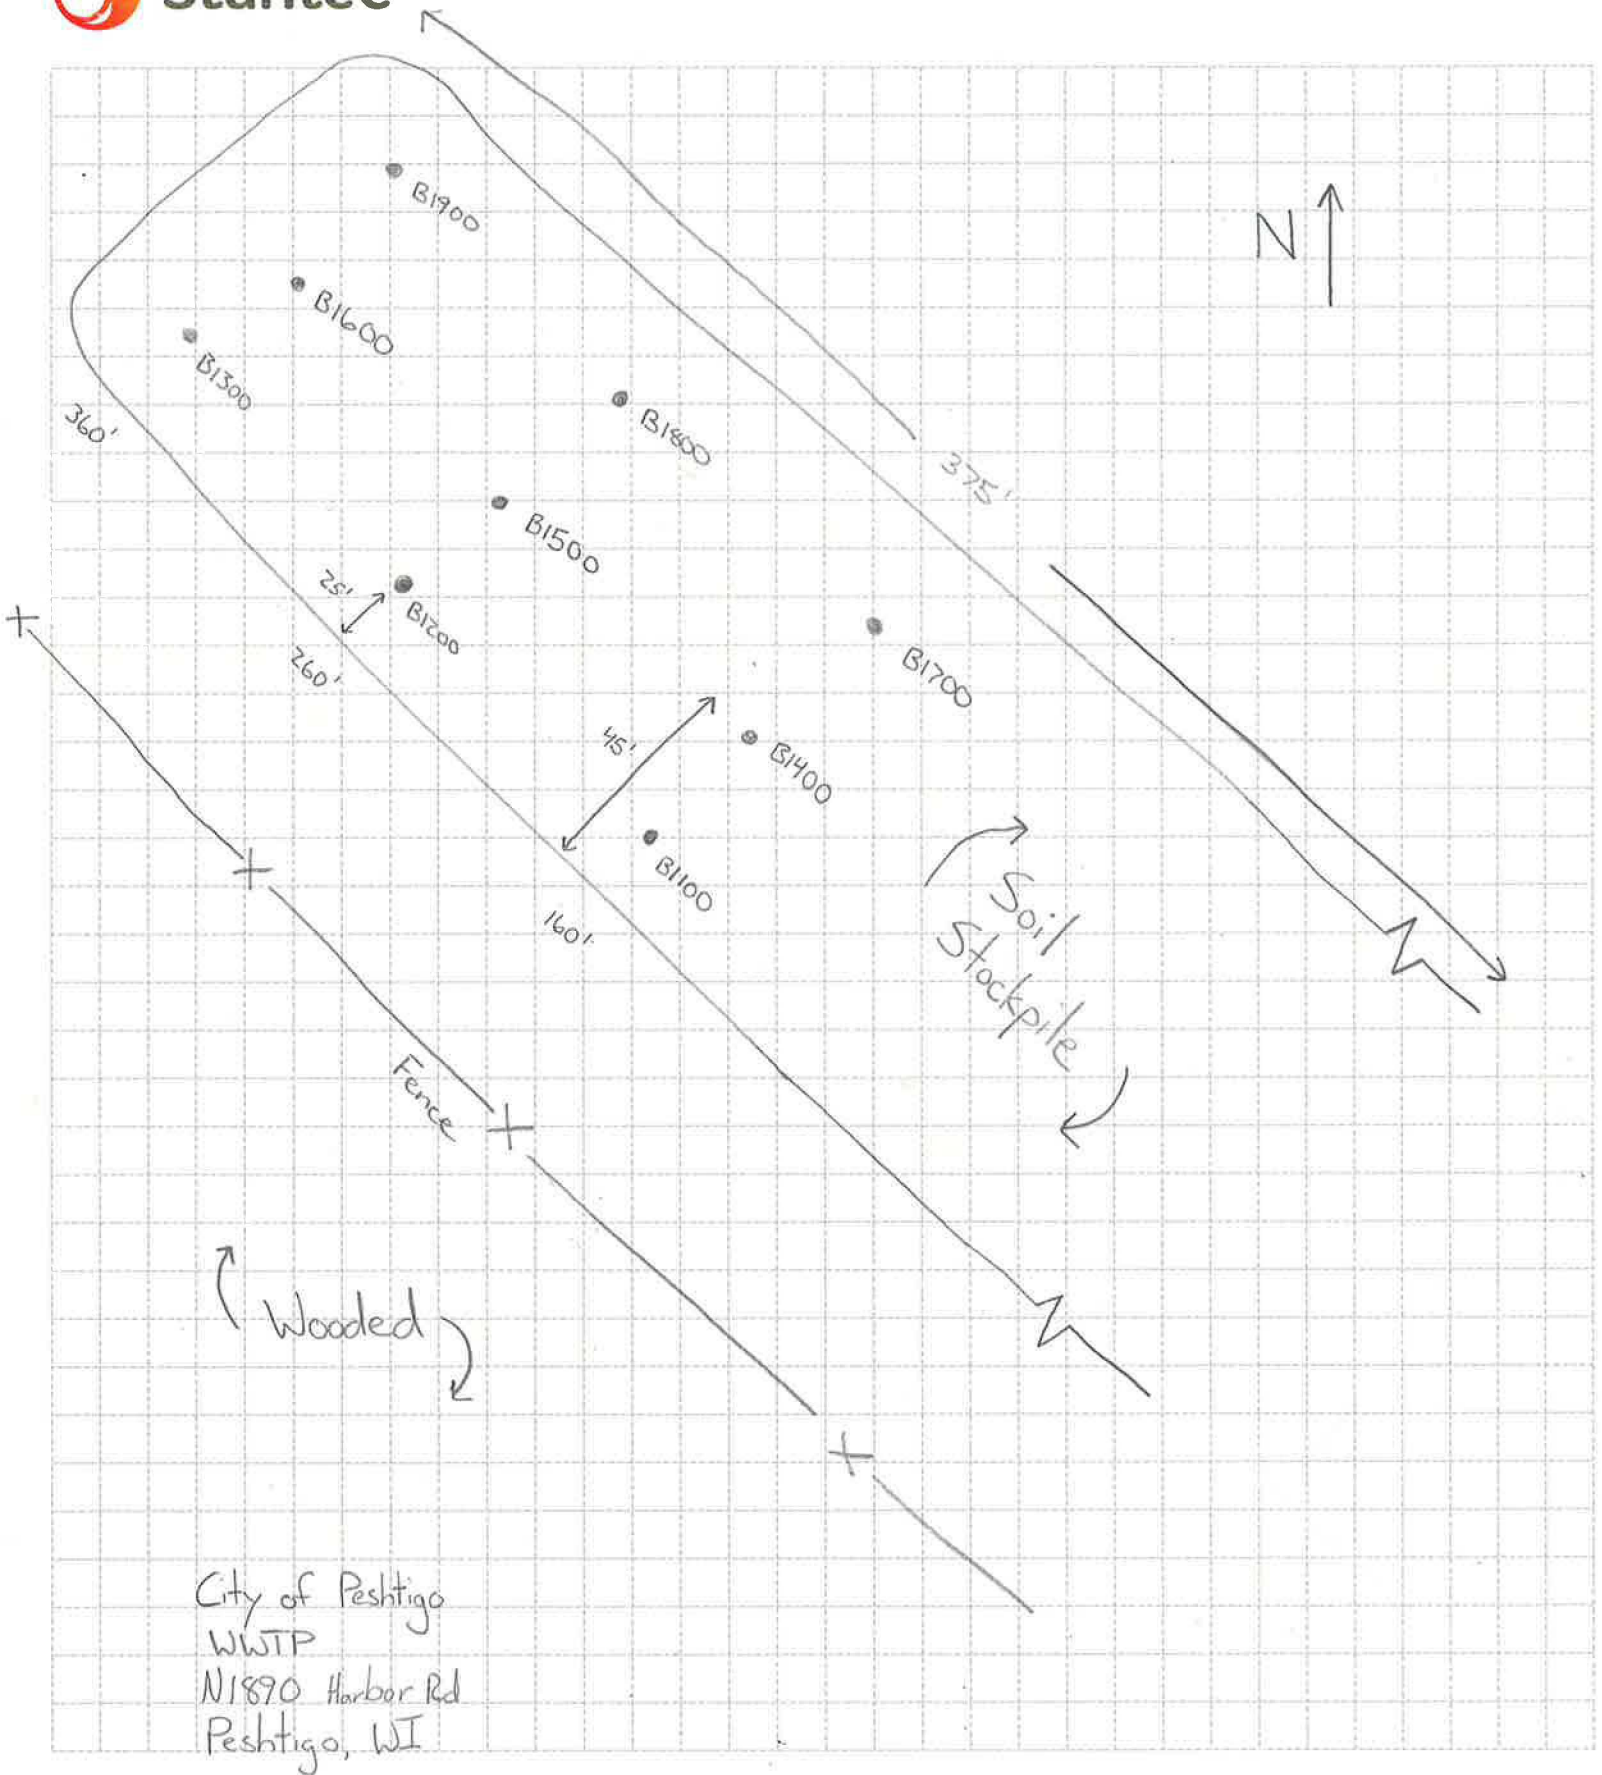 Stantec
N
B1900
B1600
B1300
360'
B1800
375'
B1500
25'
B1200
260'
B1700
45'
B1400
B1100
160'
Soil
Stockpile
Fence
Wooded
City of Peshtigo
WWTP
N1890 Harbor Rd
Peshtigo, WI